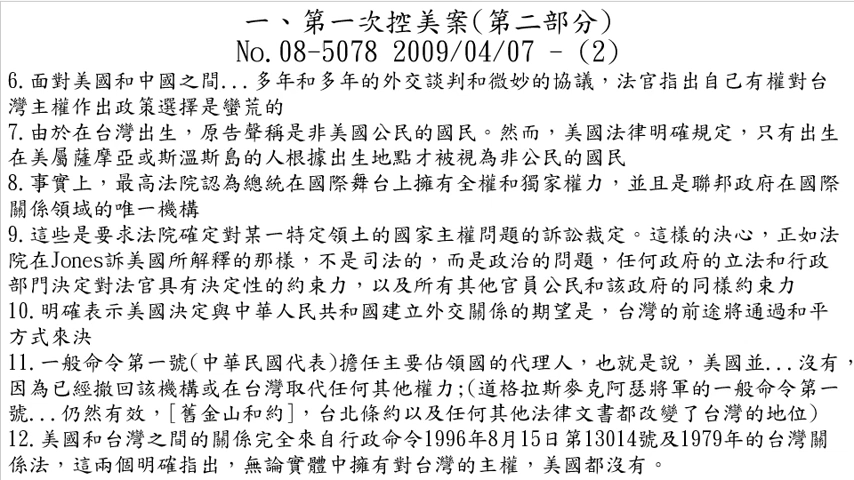 一、第一次控美案(第二部分)
No.08-5078 2009/04/07 - (2)
6.面對美國和中國之間...多年和多年的外交談判和微妙的協議，法官指出自己有權對台
灣主權作出政策選擇是蠻荒的
7.由於在台灣出生，原告聲稱是非美國公民的國民。然而，美國法律明確規定，只有出生
在美屬薩摩亞或斯溫斯島的人根據出生地點才被視為非公民的國民
8.事實上，最高法院認為總統在國際舞台上擁有全權和獨家權力，並且是聯邦政府在國際
關係領域的唯一機構
9.這些是要求法院確定對某一特定領土的國家主權問題的訴訟裁定。這樣的決心，正如法
院在Jones訴美國所解釋的那樣，不是司法的，而是政治的問題，任何政府的立法和行政
部門決定對法官具有決定性的約束力，以及所有其他官員公民和該政府的同樣約束力
10.明確表示美國決定與中華人民共和國建立外交關係的期望是，台灣的前途將通過和平
方式來決
11.一般命令第一號(中華民國代表)擔任主要佔領國的代理人，也就是說，美國並...沒有，
因為已經撤回該機構或在台灣取代任何其他權力;(道格拉斯麥克阿瑟將軍的一般命令第一
號...仍然有效，[舊金山和約]，台北條約以及任何其他法律文書都改變了台灣的地位)
12.美國和台灣之間的關係完全來自行政命令1996年8月15日第13014號及1979年的台灣關
係法，這兩個明確指出，無論實體中擁有對台灣的主權，美國都沒有。